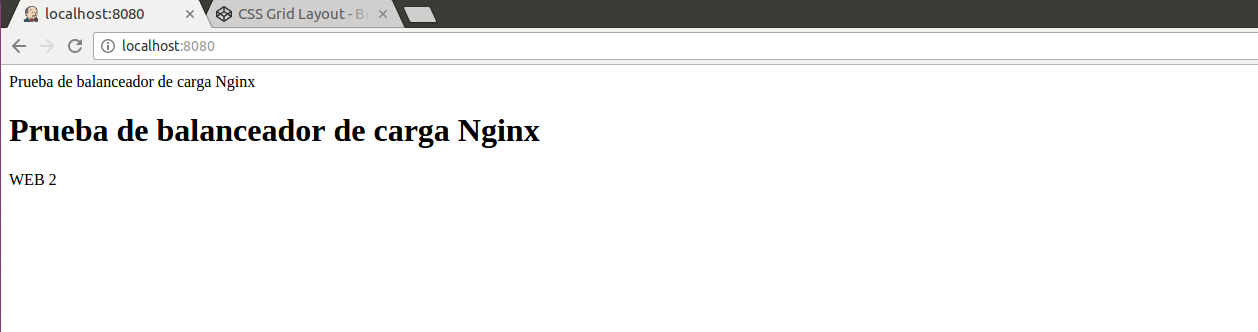 localhost:8080
CSS Grid Layout - B
localhost:8080
Prueba de balanceador de carga Nginx
Prueba de balanceador de carga Nginx
WEB 2